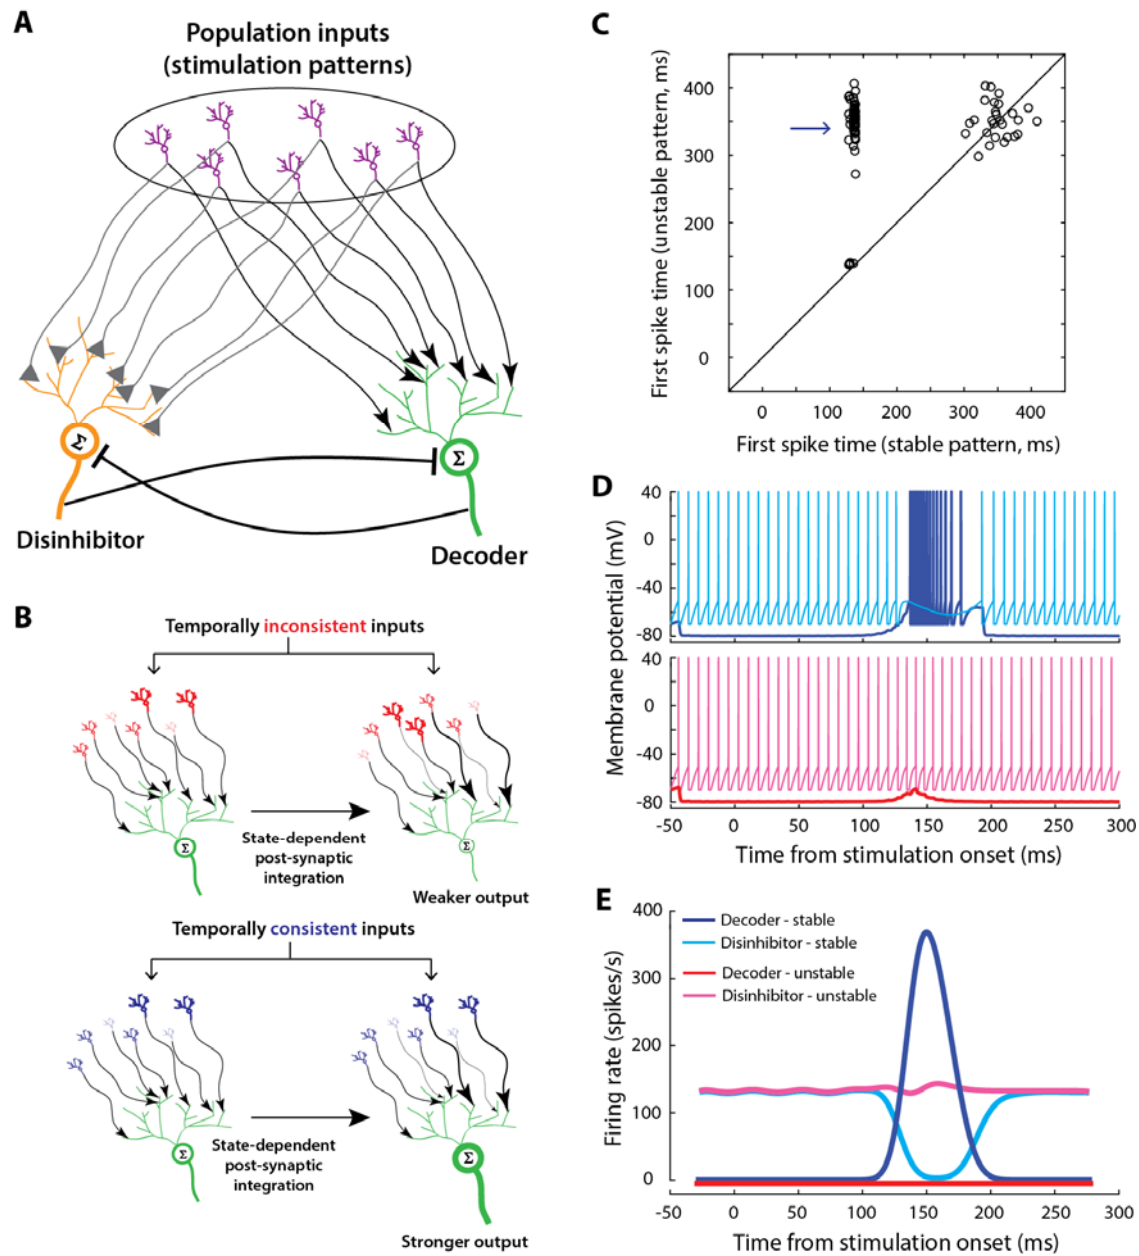 A
Population inputs
(stimulation patterns)
Σ
Σ
Disinhibitor
Decoder
B
Temporally inconsistent inputs
Σ
Σ
State-dependent
post-synaptic
integration
Weaker output
Temporally consistent inputs
Σ
Σ
State-dependent
post-synaptic
integration
Stronger output
C
First spike time (unstable pattern, ms)
400
300
200
100
0
0 100 200 300 400
First spike time (stable pattern, ms)
D
Membrane potential (mV)
40
0
-40
-80
40
0
-40
-80
-50 0 50 100 150 200 250 300
Time from stimulation onset (ms)
E
Firing rate (spikes/s)
400
300
200
100
0
Decoder - stable
Disinhibitor - stable
Decoder - unstable
Disinhibitor - unstable
-50 0 50 100 150 200 250 300
Time from stimulation onset (ms)